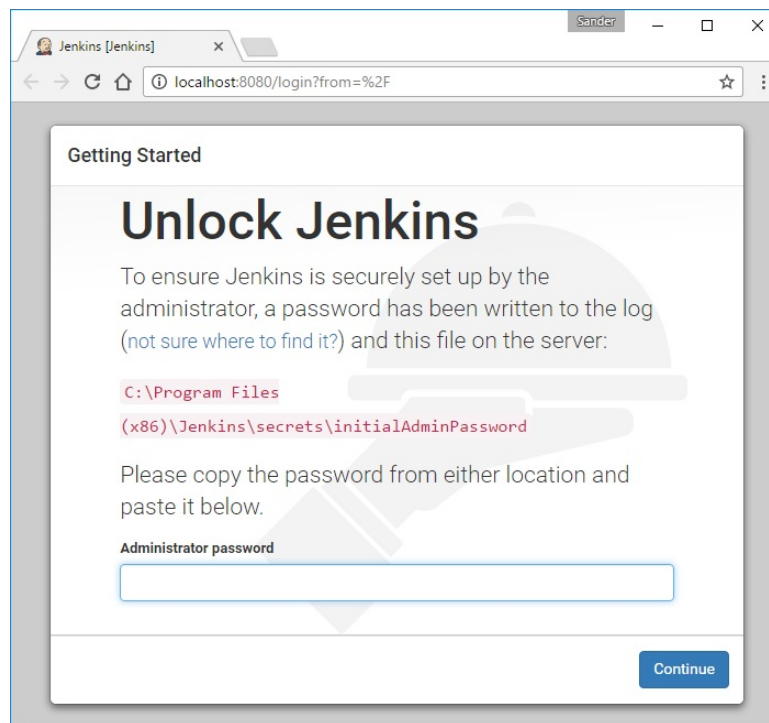 Sander
Jenkins [Jenkins]
localhost:8080/login?from=%2F
Getting Started
Unlock Jenkins
To ensure Jenkins is securely set up by the
administrator, a password has been written to the log
(not sure where to find it?) and this file on the server:
C:\Program Files
(x86)\Jenkins\secrets\initialAdminPassword
Please copy the password from either location and
paste it below.
Administrator password
Continue